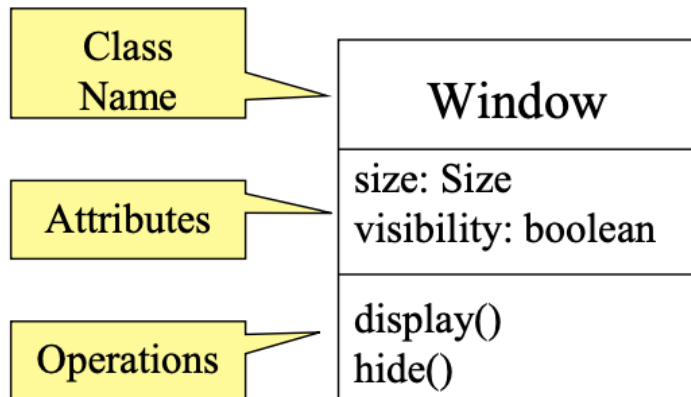 Class
Name
Window
Attributes
size: Size
visibility: boolean
Operations
display()
hide()